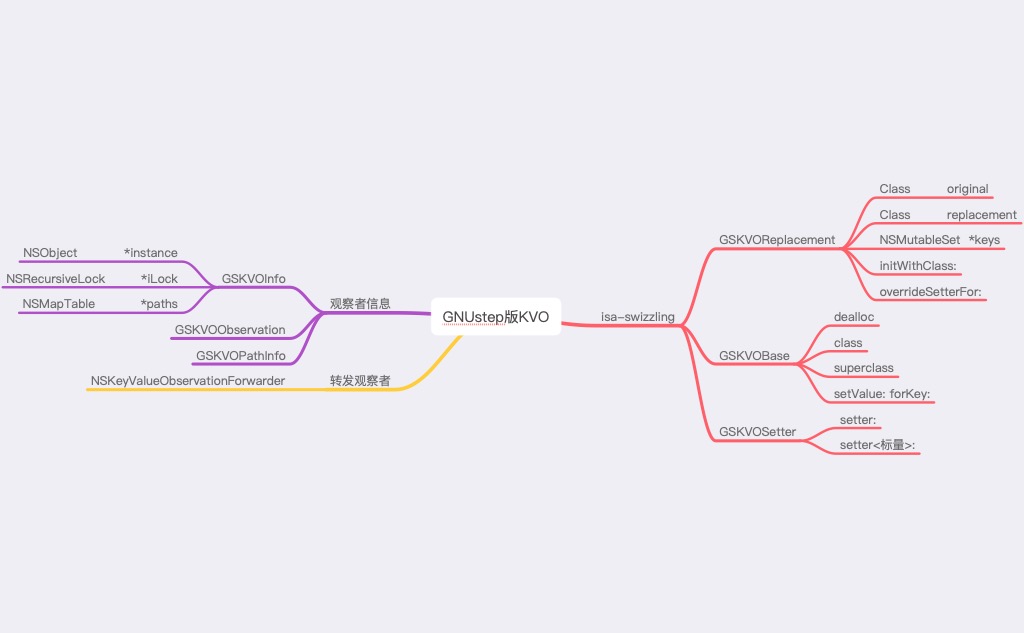 GNUstep版KVO
isa-swizzling
GSKVOReplacement
Class original
Class replacement
NSMutableSet *keys
initWithClass:
overrideSetterFor:
GSKVOBase
dealloc
class
superclass
setValue: forKey:
GSKVOSetter
setter:
setter<标量>:
观察者信息
GSKVOInfo
NSObject *instance
NSRecursiveLock *iLock
NSMapTable *paths
GSKVOObservation
GSKVOPathInfo
转发观察者
NSKeyValueObservationForwarder